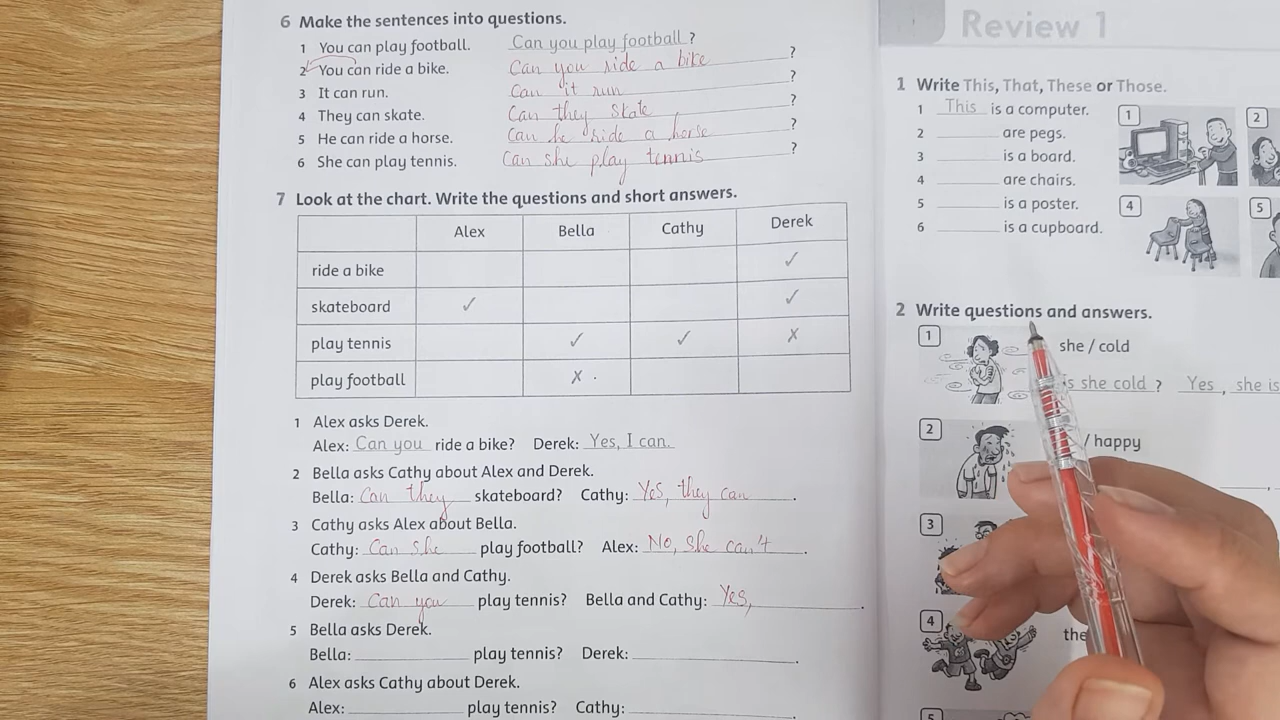 6 Make the sentences into questions.
1 You can play football. Can you play football ?
2 You can ride a bike. Can you ride a bike ?
3 It can run. Can it run ?
4 They can skate. Can they skate ?
5 He can ride a horse. Can he ride a horse ?
6 She can play tennis. Can she play tennis ?
7 Look at the chart. Write the questions and short answers.
Alex Bella Cathy Derek
ride a bike ✓
skateboard ✓ ✓
play tennis ✓ ✓ ✗
play football ✗
1 Alex asks Derek.
Alex: Can you ride a bike? Derek: Yes, I can.
2 Bella asks Cathy about Alex and Derek.
Bella: Can they skateboard? Cathy: Yes, they can.
3 Cathy asks Alex about Bella.
Cathy: Can she play football? Alex: No, she can't.
4 Derek asks Bella and Cathy.
Derek: Can you play tennis? Bella and Cathy: Yes, .
5 Bella asks Derek.
Bella: play tennis? Derek: .
6 Alex asks Cathy about Derek.
Alex: play tennis? Cathy: .
Review 1
1 Write This, That, These or Those.
1 This is a computer.
2 are pegs.
3 is a board.
4 are chairs.
5 is a poster.
6 is a cupboard.
1
2
4
5
2 Write questions and answers.
1 she / cold
is she cold ? Yes , she is
2 / happy
3
4 the
5